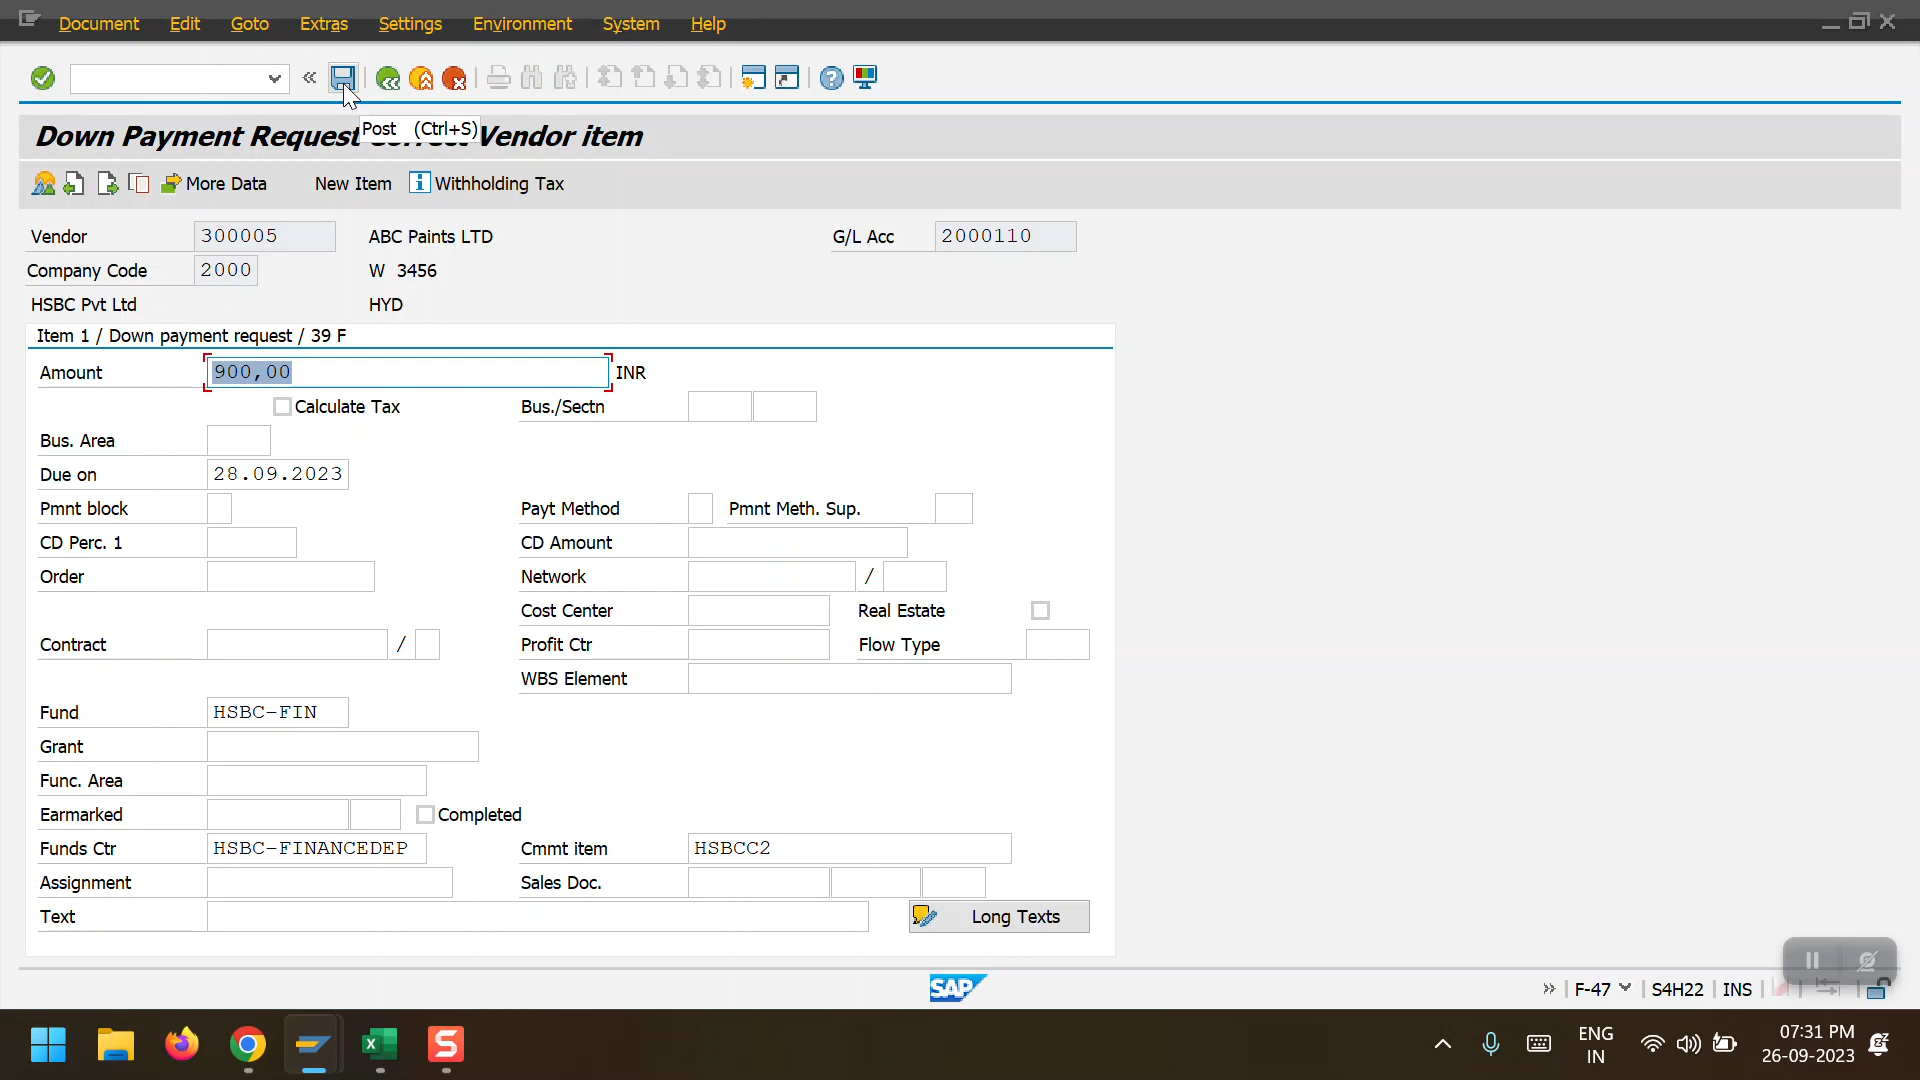 Document Edit Goto Extras Settings Environment System Help
Post (Ctrl+S)
Down Payment Request Correct Vendor item
More Data New Item Withholding Tax
Vendor 300005 ABC Paints LTD G/L Acc 2000110
Company Code 2000 W 3456
HSBC Pvt Ltd HYD
Item 1 / Down payment request / 39 F
Amount 900,00 INR
Calculate Tax Bus./Sectn
Bus. Area
Due on 28.09.2023
Pmnt block Payt Method Pmnt Meth. Sup.
CD Perc. 1 CD Amount
Order Network /
Cost Center Real Estate
Contract / Profit Ctr Flow Type
WBS Element
Fund HSBC-FIN
Grant
Func. Area
Earmarked Completed
Funds Ctr HSBC-FINANCEDEP Cmmt item HSBCC2
Assignment Sales Doc.
Text Long Texts
SAP F-47 S4H22 INS
ENG 07:31 PM
IN 26-09-2023